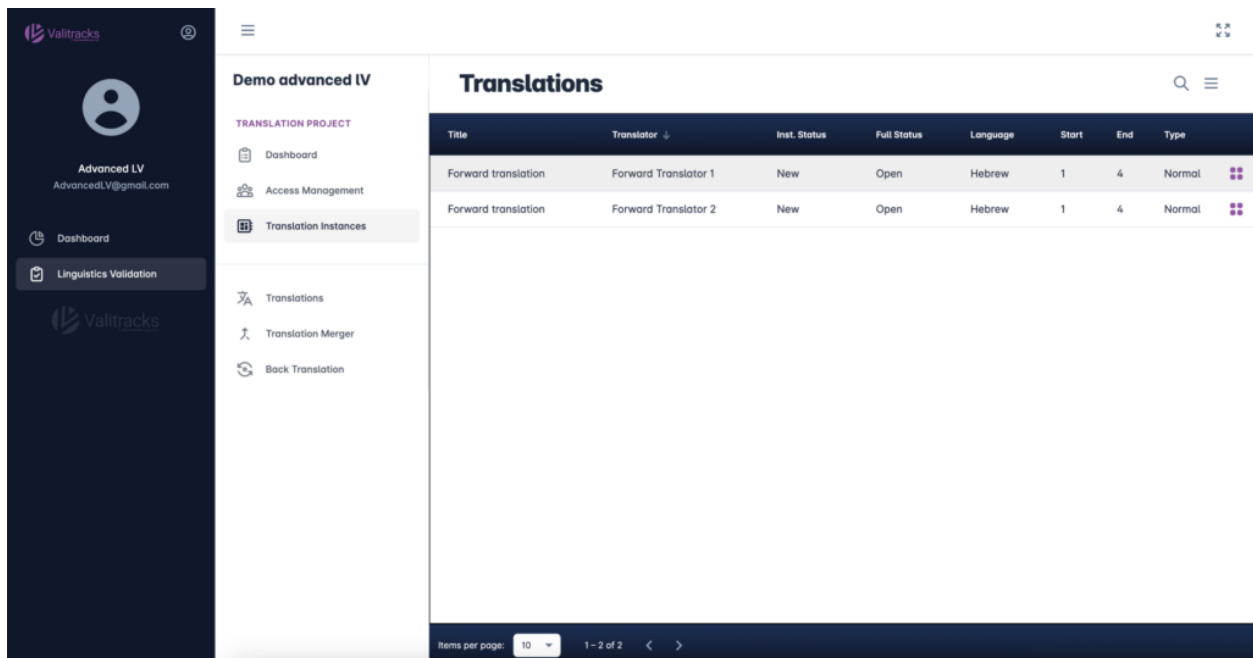 Valitracks
Advanced LV
AdvancedLV@gmail.com
Dashboard
Linguistics Validation
Valitracks
Demo advanced lV
TRANSLATION PROJECT
Dashboard
Access Management
Translation Instances
Translations
Translation Merger
Back Translation
Translations
Title Translator ↓ Inst. Status Full Status Language Start End Type
Forward translation Forward Translator 1 New Open Hebrew 1 4 Normal
Forward translation Forward Translator 2 New Open Hebrew 1 4 Normal
Items per page: 10 1 – 2 of 2